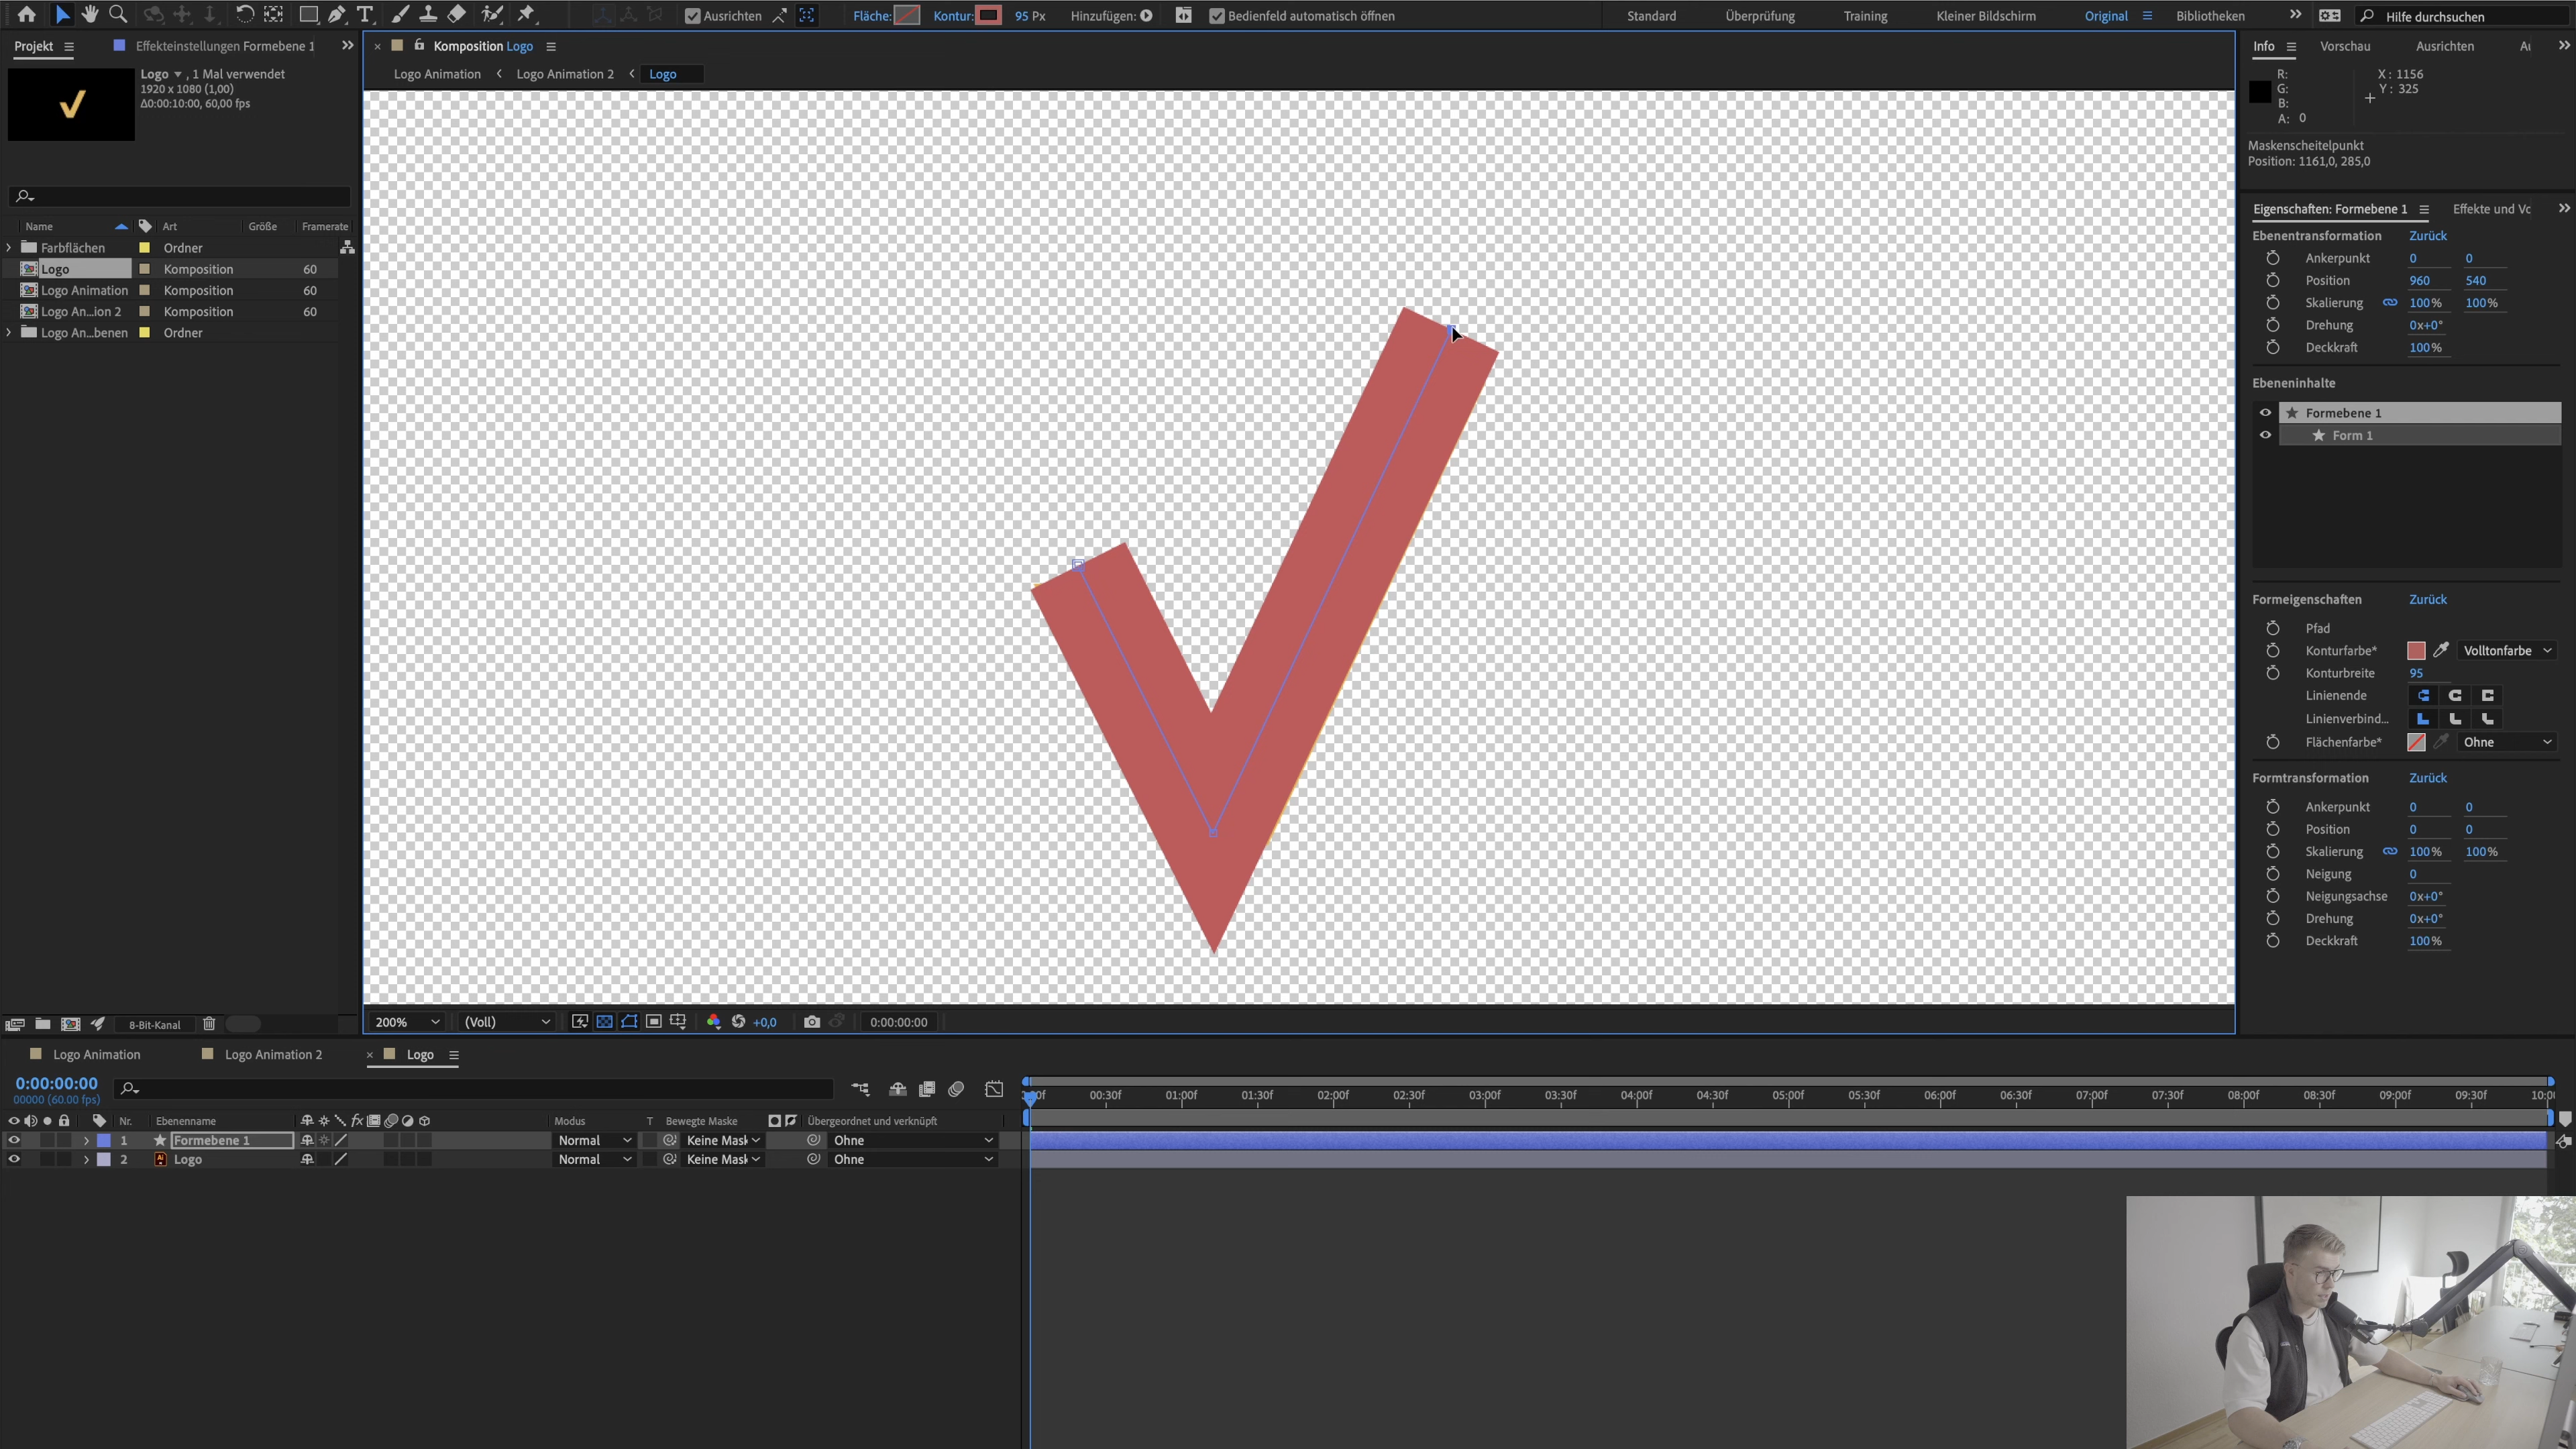 Ausrichten Fläche: Kontur: 95 Px Hinzufügen: Bedienfeld automatisch öffnen Standard Überprüfung Training Kleiner Bildschirm Original Bibliotheken Hilfe durchsuchen
Projekt Effekteinstellungen Formebene 1
Logo , 1 Mal verwendet
1920 x 1080 (1,00)
Δ0:00:10:00, 60,00 fps
Name Art Größe Framerate
Farbflächen Ordner
Logo Komposition 60
Logo Animation Komposition 60
Logo An...ion 2 Komposition 60
Logo An...benen Ordner
8-Bit-Kanal
Komposition Logo
Logo Animation Logo Animation 2 Logo
200% (Voll) +0,0 0:00:00:00
Info Vorschau Ausrichten
R: X : 1156
G: Y : 325
B:
A: 0
Maskenscheitelpunkt
Position: 1161,0, 285,0
Eigenschaften: Formebene 1 Effekte und Vc
Ebenentransformation Zurück
Ankerpunkt 0 0
Position 960 540
Skalierung 100% 100%
Drehung 0x+0°
Deckkraft 100%
Ebeneninhalte
Formebene 1
Form 1
Formeigenschaften Zurück
Pfad
Konturfarbe* Volltonfarbe
Konturbreite 95
Linienende
Linienverbind...
Flächenfarbe* Ohne
Formtransformation Zurück
Ankerpunkt 0 0
Position 0 0
Skalierung 100% 100%
Neigung 0
Neigungsachse 0x+0°
Drehung 0x+0°
Deckkraft 100%
Logo Animation Logo Animation 2 Logo
0:00:00:00
00000 (60.00 fps)
00:30f 01:00f 01:30f 02:00f 02:30f 03:00f 03:30f 04:00f 04:30f 05:00f 05:30f 06:00f 06:30f 07:00f 07:30f 08:00f 08:30f 09:00f 09:30f 10:00
Nr. Ebenenname Modus T Bewegte Maske Übergeordnet und verknüpft
1 Formebene 1 Normal Keine Mask Ohne
2 Logo Normal Keine Mask Ohne